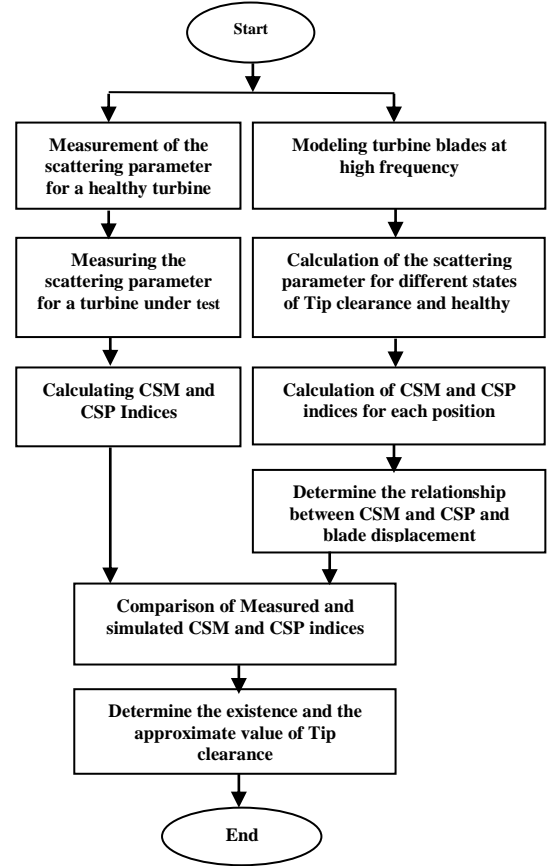 Start
Measurement of the
scattering parameter
for a healthy turbine
Measuring the
scattering parameter
for a turbine under test
Calculating CSM and
CSP Indices
Modeling turbine blades at
high frequency
Calculation of the scattering
parameter for different states
of Tip clearance and healthy
Calculation of CSM and CSP
indices for each position
Determine the relationship
between CSM and CSP and
blade displacement
Comparison of Measured and
simulated CSM and CSP indices
Determine the existence and the
approximate value of Tip
clearance
End